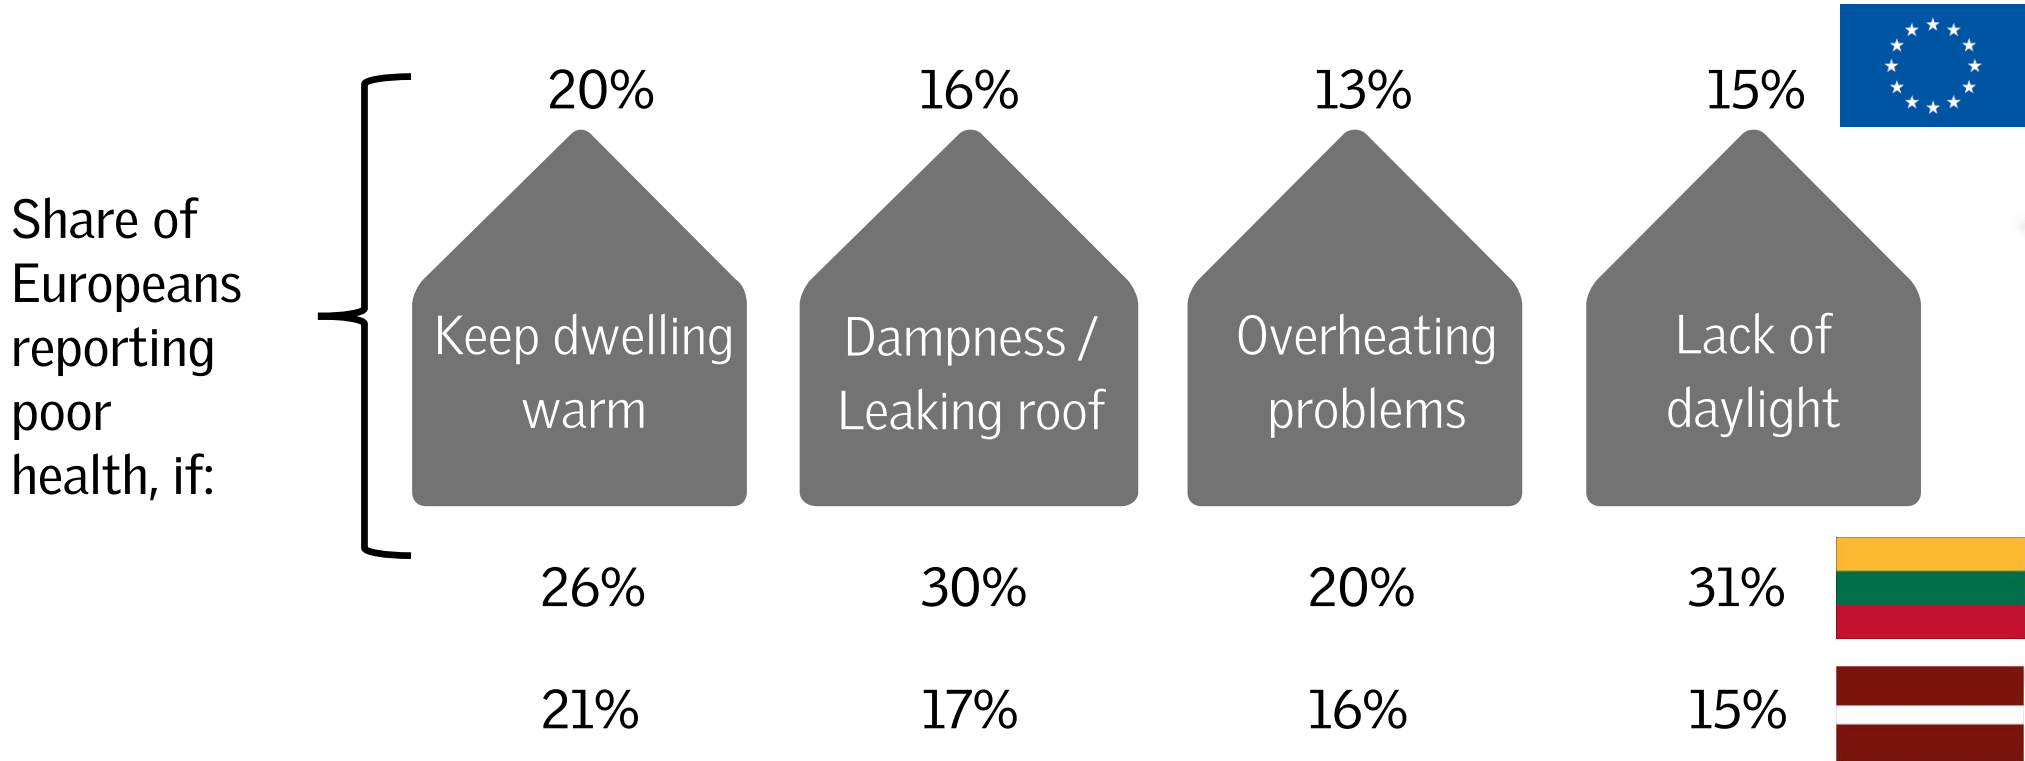 Share of
Europeans
reporting
poor
health, if:
20% 16% 13% 15%
Keep dwelling
warm
Dampness /
Leaking roof
Overheating
problems
Lack of
daylight
26% 30% 20% 31%
21% 17% 16% 15%